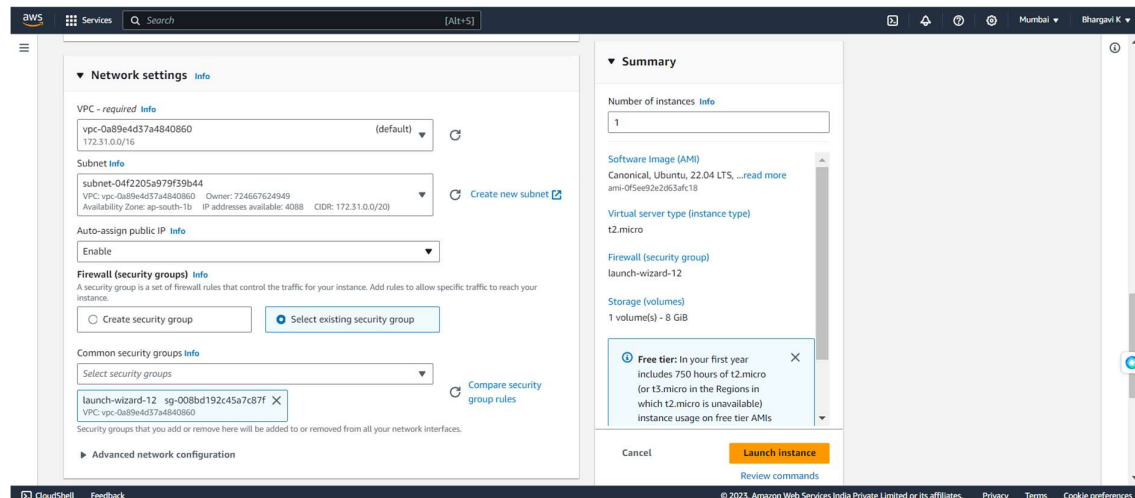 aws Services Search [Alt+S] Mumbai Bhargavi K
Network settings Info
VPC - required Info
vpc-0a89e4d37a4840860 (default)
172.31.0.0/16
Subnet Info
subnet-04f2205a979f39b44
VPC: vpc-0a89e4d37a4840860 Owner: 724667624949
Availability Zone: ap-south-1b IP addresses available: 4088 CIDR: 172.31.0.0/20)
Create new subnet
Auto-assign public IP Info
Enable
Firewall (security groups) Info
A security group is a set of firewall rules that control the traffic for your instance. Add rules to allow specific traffic to reach your
instance.
Create security group
Select existing security group
Common security groups Info
Select security groups
launch-wizard-12 sg-008bd192c45a7c87f
VPC: vpc-0a89e4d37a4840860
Compare security
group rules
Security groups that you add or remove here will be added to or removed from all your network interfaces.
Advanced network configuration
Summary
Number of instances Info
1
Software Image (AMI)
Canonical, Ubuntu, 22.04 LTS, ...read more
ami-0f5ee92e2d63afc18
Virtual server type (instance type)
t2.micro
Firewall (security group)
launch-wizard-12
Storage (volumes)
1 volume(s) - 8 GiB
Free tier: In your first year
includes 750 hours of t2.micro
(or t3.micro in the Regions in
which t2.micro is unavailable)
instance usage on free tier AMIs
Cancel
Launch instance
Review commands
CloudShell Feedback © 2023, Amazon Web Services India Private Limited or its affiliates. Privacy Terms Cookie preferences